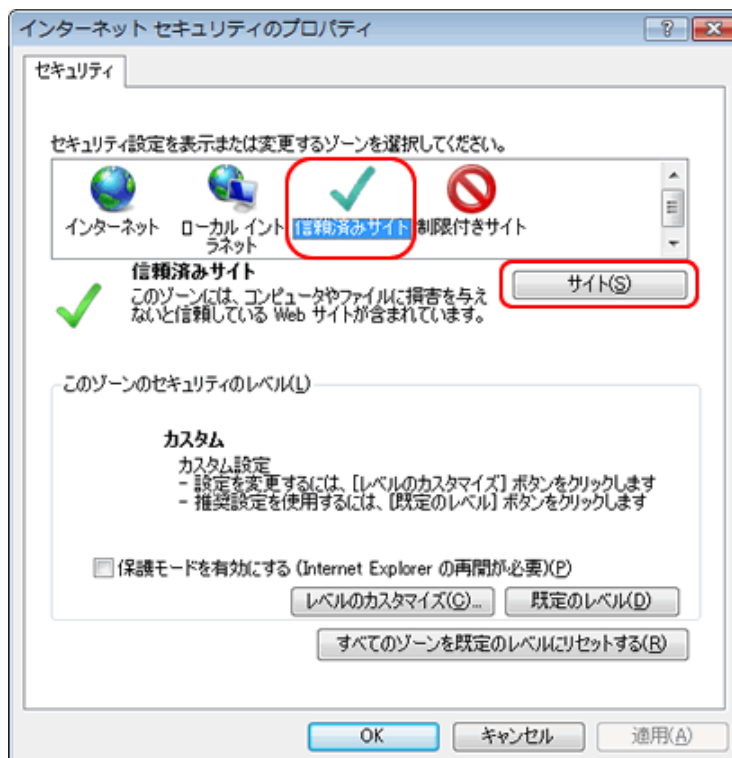 インターネット セキュリティのプロパティ
セキュリティ
セキュリティ設定を表示または変更するゾーンを選択してください。
インターネット
ローカル イント
ラネット
信頼済みサイト
制限付きサイト
信頼済みサイト
このゾーンには、コンピュータやファイルに損害を与え
ないと信頼している Web サイトが含まれています。
サイト(S)
このゾーンのセキュリティのレベル(L)
カスタム
カスタム設定
- 設定を変更するには、[レベルのカスタマイズ] ボタンをクリックします
- 推奨設定を使用するには、[既定のレベル] ボタンをクリックします
保護モードを有効にする (Internet Explorer の再開が必要)(P)
レベルのカスタマイズ(C)...
既定のレベル(D)
すべてのゾーンを既定のレベルにリセットする(R)
OK
キャンセル
適用(A)